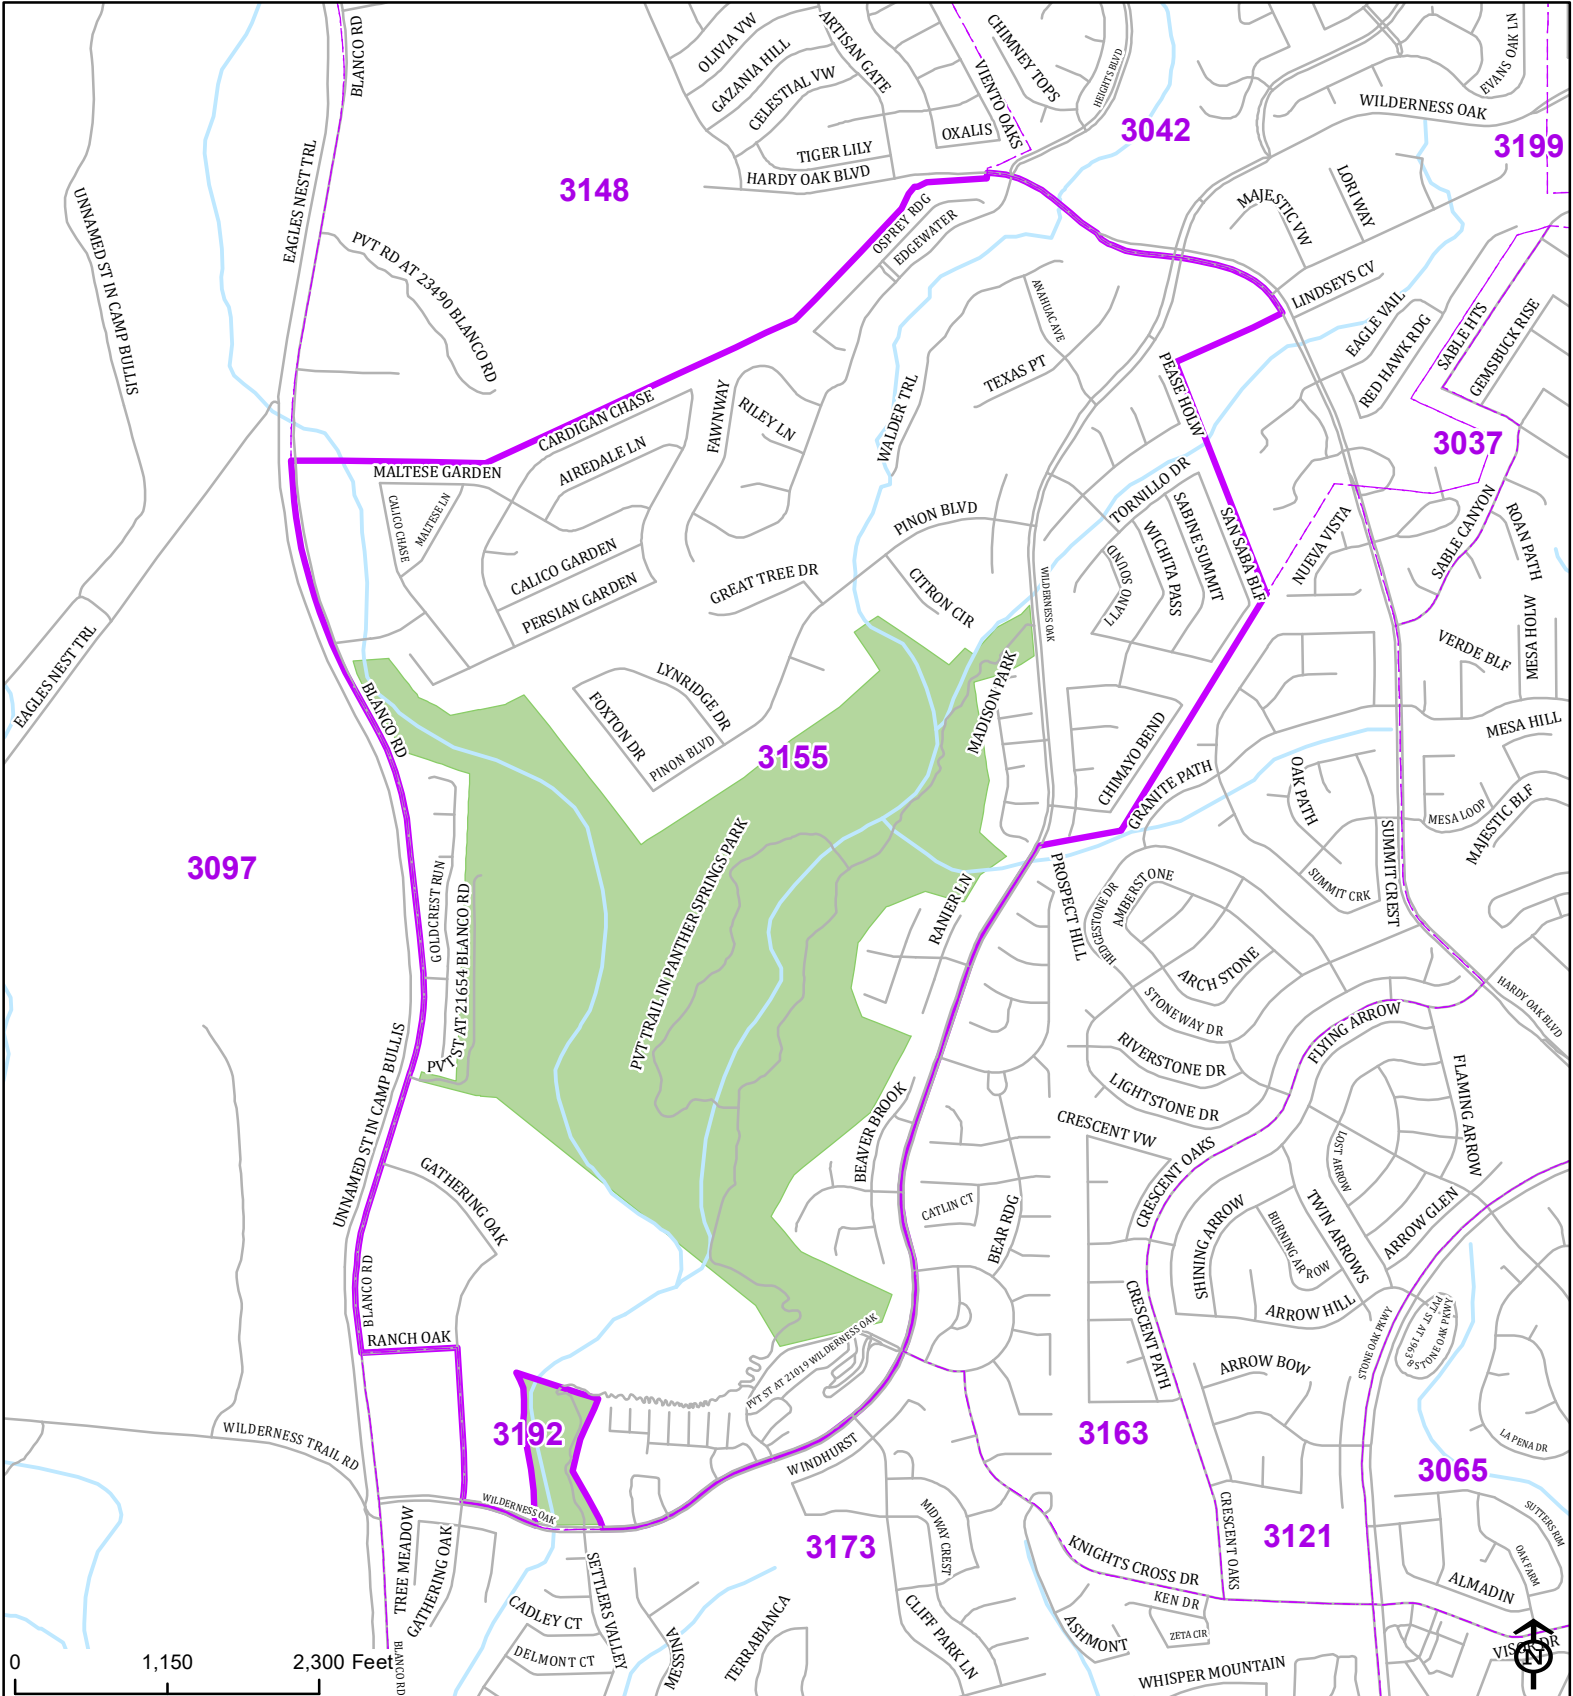 BLANCO RD
OLIVIA VW
GAZANIA HILL
CELESTIAL VW
ARTISAN GATE
VIENTO OAKS
CHIMNEY TOPS
HEIGHTS BLVD
EVANS OAK LN
WILDERNESS OAK
3042
3199
OXALIS
TIGER LILY
HARDY OAK BLVD
3148
EAGLES NEST TRL
UNNAMED ST IN CAMP BULLIS
PVT RD AT 23490 BLANCO RD
OSPREY RDG
EDGEWATER
MAJESTIC VW
LORI WAY
LINDSEYS CV
EAGLE VAIL
RED HAWK RDG
SABLE HTS
GEMSBUCK RISE
ANAHUAC AVE
TEXAS PT
PEASE HOLW
WALDER TRL
FAWNWAY
RILEY LN
CARDIGAN CHASE
AIREDALE LN
MALTESE GARDEN
CALICO CHASE
MALTESE LN
3037
TORNILLO DR
SABINE SUMMIT
SAN SABA BLF
WICHITA PASS
LLANO SOUND
NUEVA VISTA
SABLE CANYON
ROAN PATH
PINON BLVD
CALICO GARDEN
PERSIAN GARDEN
GREAT TREE DR
CITRON CIR
WILDERNESS OAK
VERDE BLF
MESA HOLW
EAGLES NEST TRL
BLANCO RD
LYNRIDGE DR
FOXTON DR
PINON BLVD
3155
MADISON PARK
CHIMAYO BEND
GRANITE PATH
MESA HILL
OAK PATH
MESA LOOP
MAJESTIC BLF
SUMMIT CREST
SUMMIT CRK
3097
GOLDCREST RUN
PVT ST AT 21654 BLANCO RD
PVT TRAIL IN PANTHER SPRINGS PARK
RANIER LN
PROSPECT HILL
HEDGESTONE DR
AMBERSTONE
ARCH STONE
STONEWAY DR
HARDY OAK BLVD
FLYING ARROW
RIVERSTONE DR
LIGHTSTONE DR
FLAMING ARROW
UNNAMED ST IN CAMP BULLIS
BEAVER BROOK
CRESCENT VW
CRESCENT OAKS
LOST ARROW
GATHERING OAK
CATLIN CT
BEAR RDG
SHINING ARROW
BURNING ARROW
TWIN ARROWS
ARROW GLEN
BLANCO RD
RANCH OAK
CRESCENT PATH
ARROW HILL
STONE OAK PKWY
PVT ST AT 19638 STONE OAK PKWY
ARROW BOW
PVT ST AT 21019 WILDERNESS OAK
3192
WILDERNESS TRAIL RD
WINDHURST
3163
LA PENA DR
3065
WILDERNESS OAK
MIDWAY CREST
CRESCENT OAKS
SUTTERS RIM
OAK FARM
3173
3121
TREE MEADOW
GATHERING OAK
SETTLERS VALLEY
KNIGHTS CROSS DR
KEN DR
ALMADIN
CADLEY CT
DELMONT CT
MESSINA
TERRABIANCA
CLIFF PARK LN
ASHMONT
ZETA CIR
WHISPER MOUNTAIN
VISOR DR
BLANCO RD
0 1,150 2,300 Feet
N